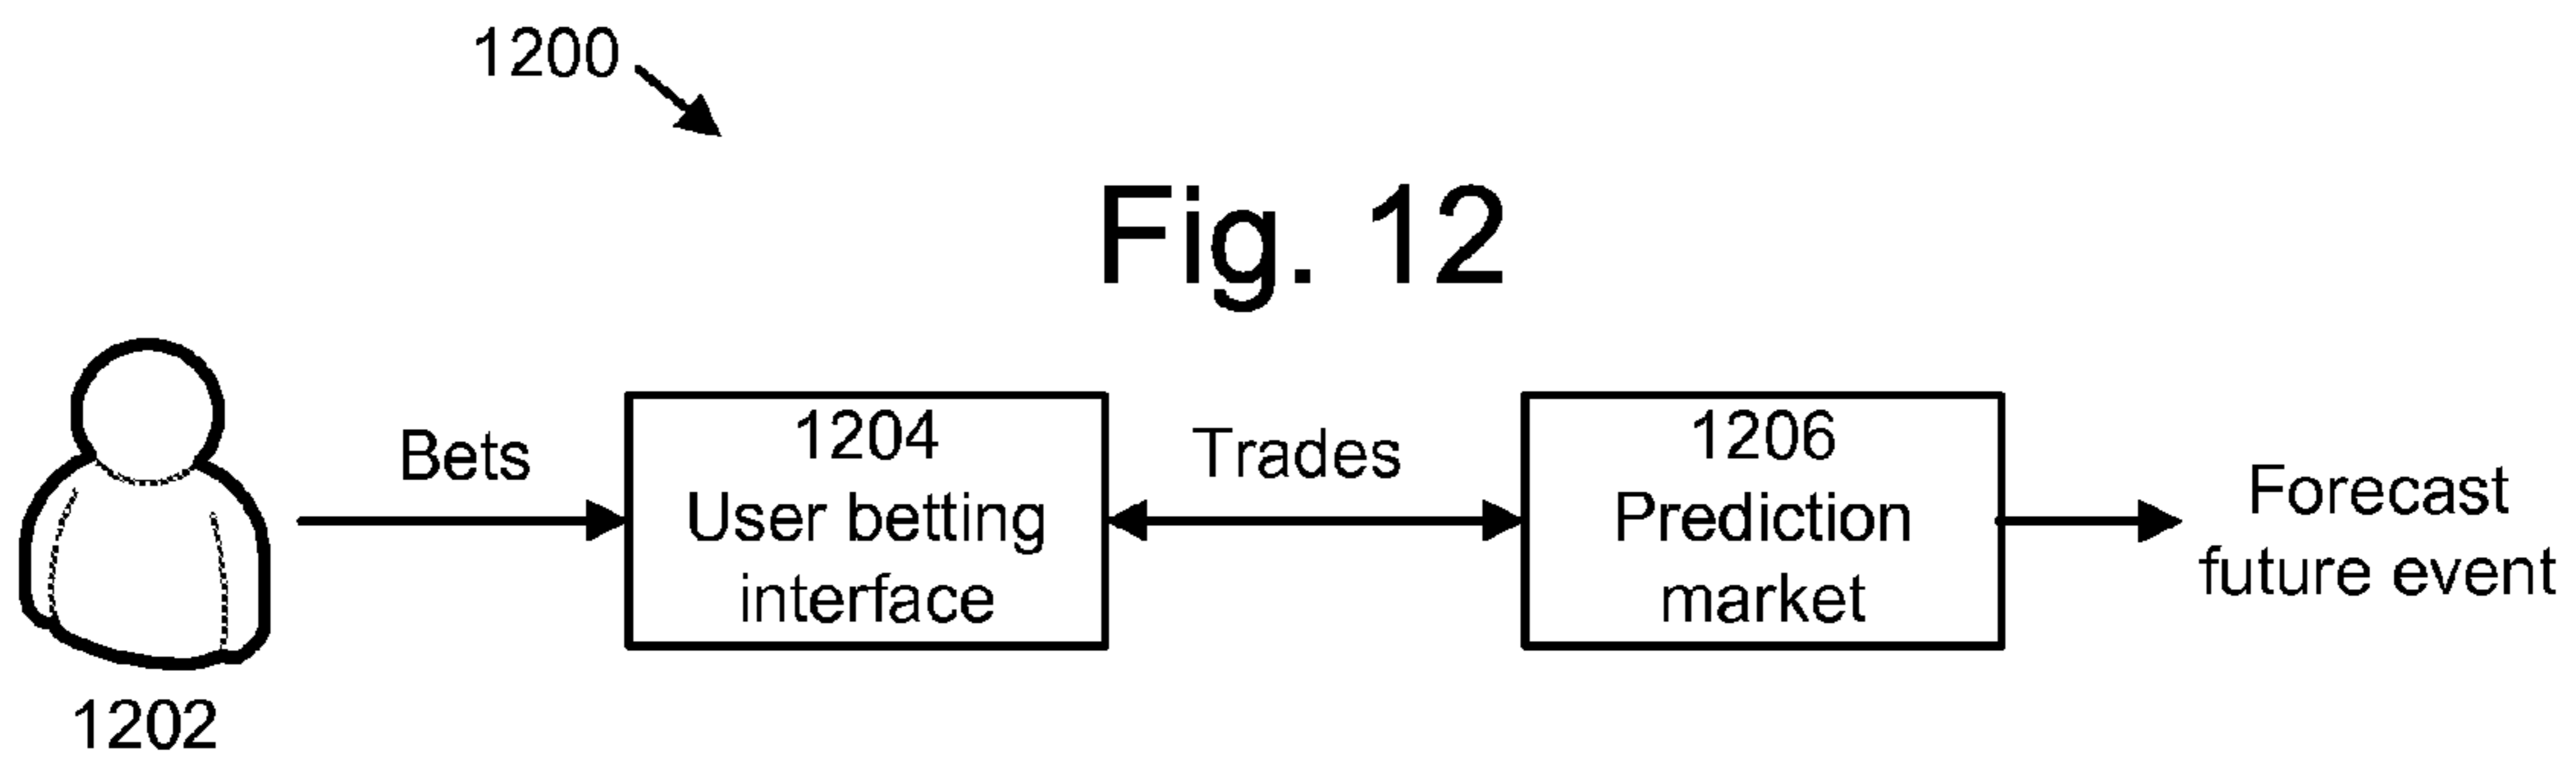 1200
Fig. 12
Bets
1204
User betting
interface
Trades
1206
Prediction
market
Forecast
future event
1202